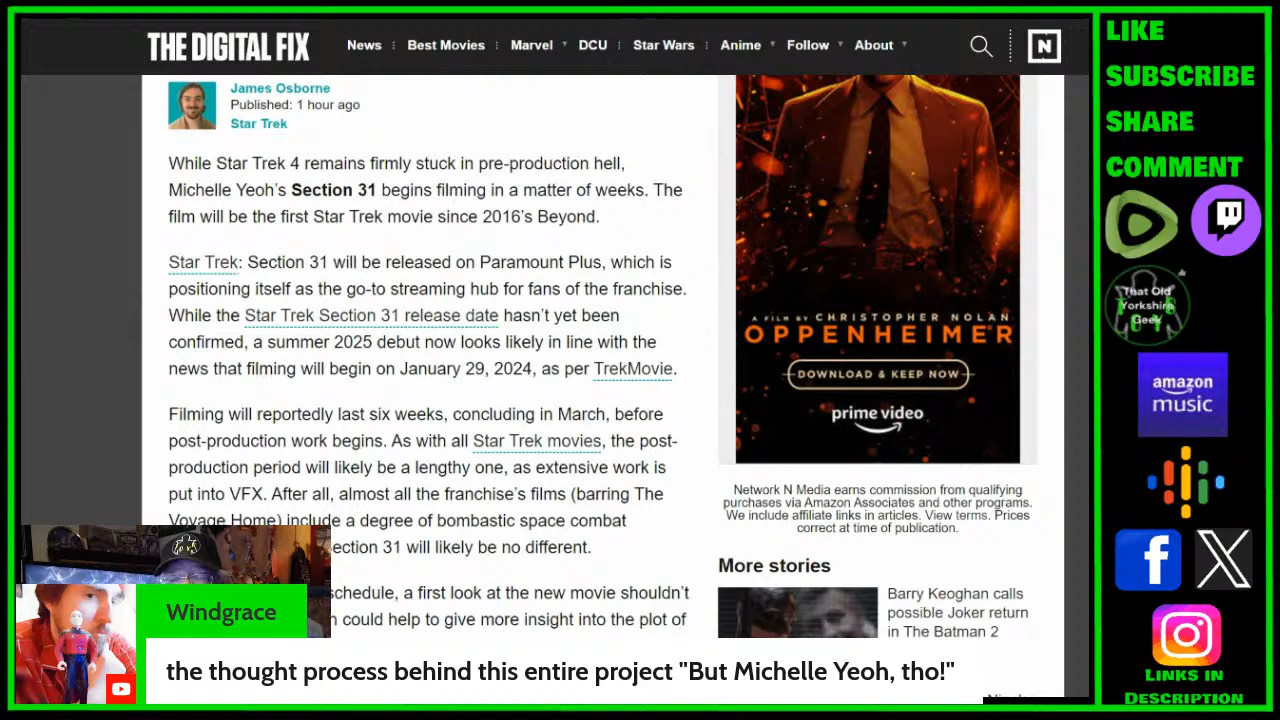 THE DIGITAL FIX
News
Best Movies
Marvel
DCU
Star Wars
Anime
Follow
About
N
James Osborne
Published: 1 hour ago
Star Trek
While Star Trek 4 remains firmly stuck in pre-production hell,
Michelle Yeoh's Section 31 begins filming in a matter of weeks. The
film will be the first Star Trek movie since 2016's Beyond.
Star Trek: Section 31 will be released on Paramount Plus, which is
positioning itself as the go-to streaming hub for fans of the franchise.
While the Star Trek Section 31 release date hasn't yet been
confirmed, a summer 2025 debut now looks likely in line with the
news that filming will begin on January 29, 2024, as per TrekMovie.
Filming will reportedly last six weeks, concluding in March, before
post-production work begins. As with all Star Trek movies, the post-
production period will likely be a lengthy one, as extensive work is
put into VFX. After all, almost all the franchise's films (barring The
Voyage Home) include a degree of bombastic space combat
ection 31 will likely be no different.
schedule, a first look at the new movie shouldn't
could help to give more insight into the plot of
A FILM BY CHRISTOPHER NOLAN
OPPENHEIMER
DOWNLOAD & KEEP NOW
prime video
Network N Media earns commission from qualifying
purchases via Amazon Associates and other programs.
We include affiliate links in articles. View terms. Prices
correct at time of publication.
More stories
Barry Keoghan calls
possible Joker return
in The Batman 2
Windgrace
the thought process behind this entire project "But Michelle Yeoh, tho!"
LIKE
SUBSCRIBE
SHARE
COMMENT
That Old
Yorkshire
Geek
amazon
music
LINKS IN
DESCRIPTION